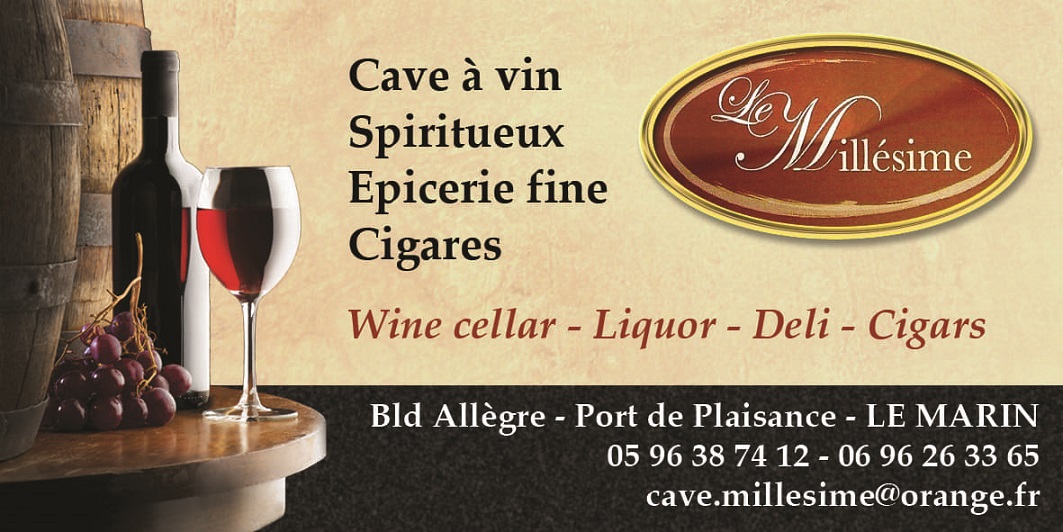 Cave à vin
Spiritueux
Epicerie fine
Cigares
Le Millésime
Wine cellar - Liquor - Deli - Cigars
Bld Allègre - Port de Plaisance - LE MARIN
05 96 38 74 12 - 06 96 26 33 65
cave.millesime@orange.fr